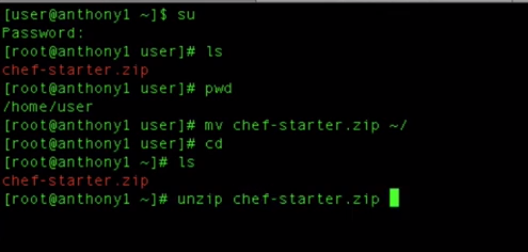 [user@anthony1 ~]$ su
Password:
[root@anthony1 user]# ls
chef-starter.zip
[root@anthony1 user]# pwd
/home/user
[root@anthony1 user]# mv chef-starter.zip ~/
[root@anthony1 user]# cd
[root@anthony1 ~]# ls
chef-starter.zip
[root@anthony1 ~]# unzip chef-starter.zip